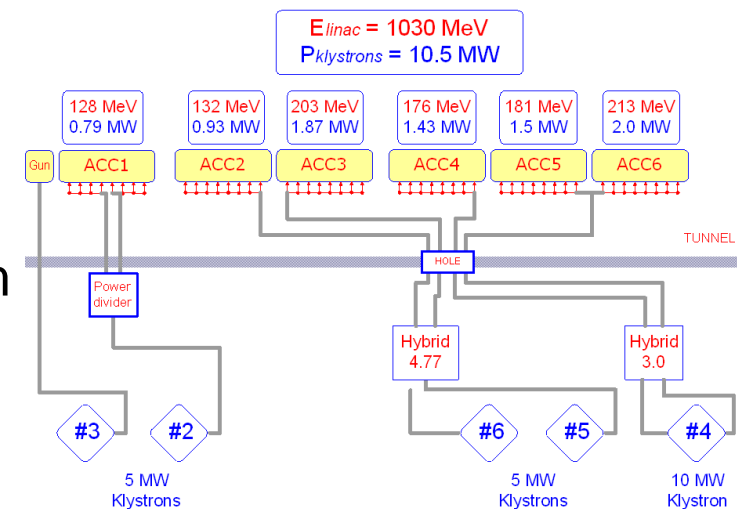 Elinac = 1030 MeV
Pklystrons = 10.5 MW
128 MeV
0.79 MW
132 MeV
0.93 MW
203 MeV
1.87 MW
176 MeV
1.43 MW
181 MeV
1.5 MW
213 MeV
2.0 MW
Gun
ACC1
ACC2
ACC3
ACC4
ACC5
ACC6
TUNNEL
HOLE
n
Power
divider
Hybrid
4.77
Hybrid
3.0
#3
#2
#6
#5
#4
5 MW
Klystrons
5 MW
Klystrons
10 MW
Klystron